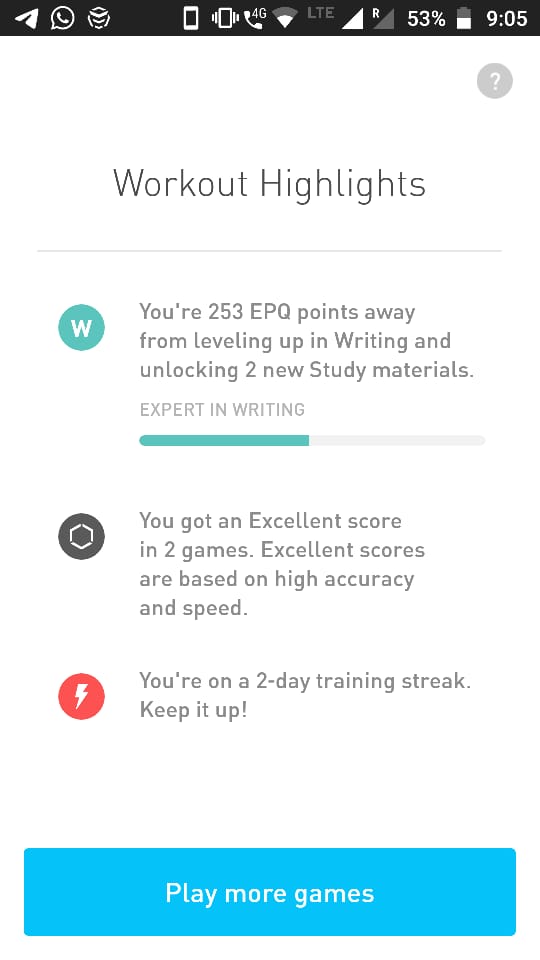 4G LTE R 53% 9:05
?
Workout Highlights
W
You're 253 EPQ points away
from leveling up in Writing and
unlocking 2 new Study materials.
EXPERT IN WRITING
You got an Excellent score
in 2 games. Excellent scores
are based on high accuracy
and speed.
You're on a 2-day training streak.
Keep it up!
Play more games